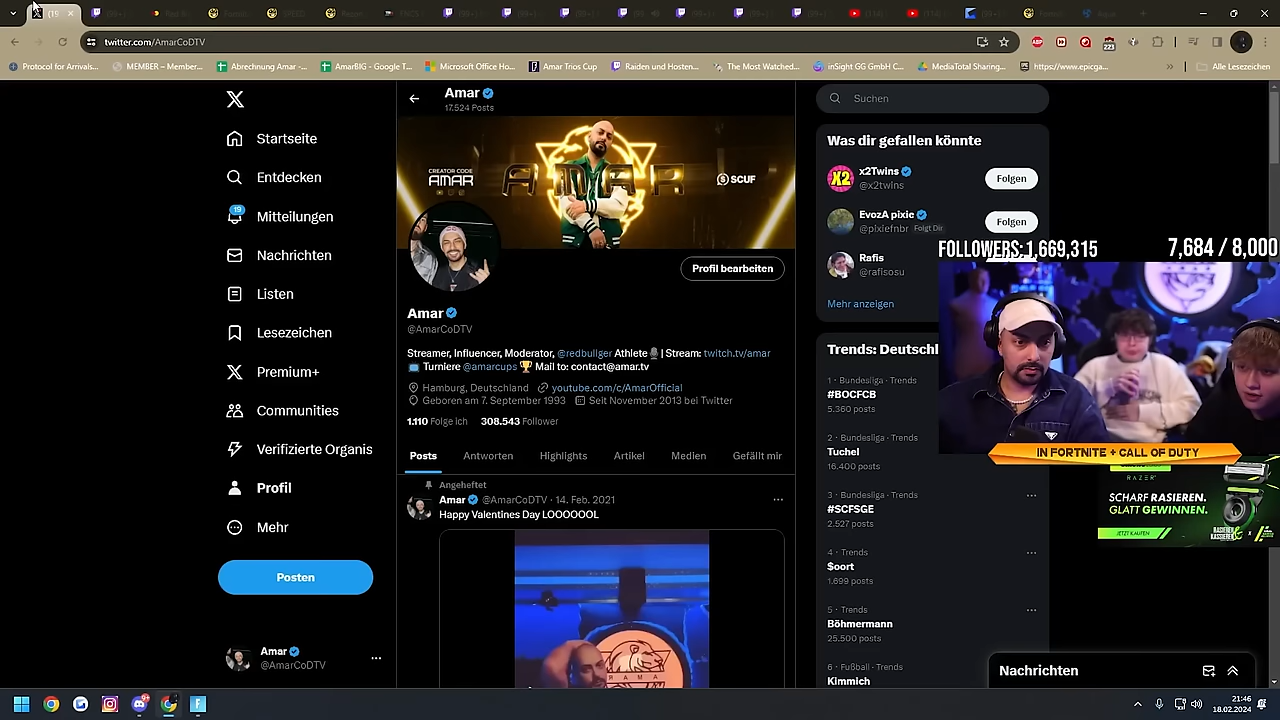 (19
twitter.com/AmarCoDTV
223
Protocol for Arrivals...
MEMBER – Member...
Abrechnung Amar -...
AmarBIG - Google T...
Microsoft Office Ho...
Amar Trios Cup
Raiden und Hosten...
The Most Watched...
inSight GG GmbH C...
MediaTotal Sharing...
https://www.epicga...
Alle Lesezeichen
Amar
17.524 Posts
CREATOR CODE
AMAR
AMAR
SCUF
Startseite
Entdecken
19
Mitteilungen
Nachrichten
Listen
Lesezeichen
Premium+
Communities
Verifizierte Organis
Profil
Mehr
Posten
Amar
@AmarCoDTV
Profil bearbeiten
Amar
@AmarCoDTV
Streamer, Influencer, Moderator, @redbullger Athlete | Stream: twitch.tv/amar
Turniere @amarcups Mail to: contact@amar.tv
Hamburg, Deutschland youtube.com/c/AmarOfficial
Geboren am 7. September 1993 Seit November 2013 bei Twitter
1.110 Folge ich 308.543 Follower
Posts
Antworten
Highlights
Artikel
Medien
Gefällt mir
Angeheftet
Amar @AmarCoDTV · 14. Feb. 2021
Happy Valentines Day LOOOOOOL
Suchen
Was dir gefallen könnte
x2Twins
@x2twins
Folgen
EvozA pixie
@pixiefnbr Folgt Dir
Folgen
Rafis
@rafisosu
Mehr anzeigen
FOLLOWERS: 1,669,315
7,684 / 8,000
Trends: Deutschl
1 · Bundesliga · Trends
#BOCFCB
5.360 posts
2 · Bundesliga · Trends
Tuchel
16.400 posts
3 · Bundesliga · Trends
#SCFSGE
2.527 posts
4 · Trends
$oort
1.699 posts
5 · Trends
Böhmermann
25.500 posts
6 · Fußball · Trends
Kimmich
IN FORTNITE + CALL OF DUTY
RAZER
SCHARF RASIEREN.
GLATT GEWINNEN.
JETZT KAUFEN
Nachrichten
21:46
18.02.2024